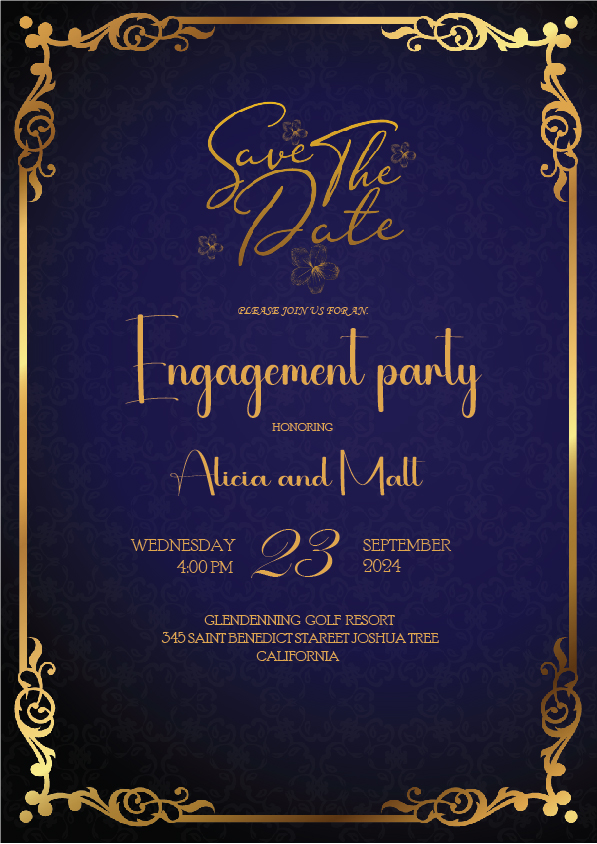 Save The
Date
PLEASE JOIN US FOR AN.
Engagement party
HONORING
Alicia and Matt
WEDNESDAY 23 SEPTEMBER
4:00 PM 2024
GLENDENNING GOLF RESORT
345 SAINT BENEDICT STAREET JOSHUA TREE
CALIFORNIA